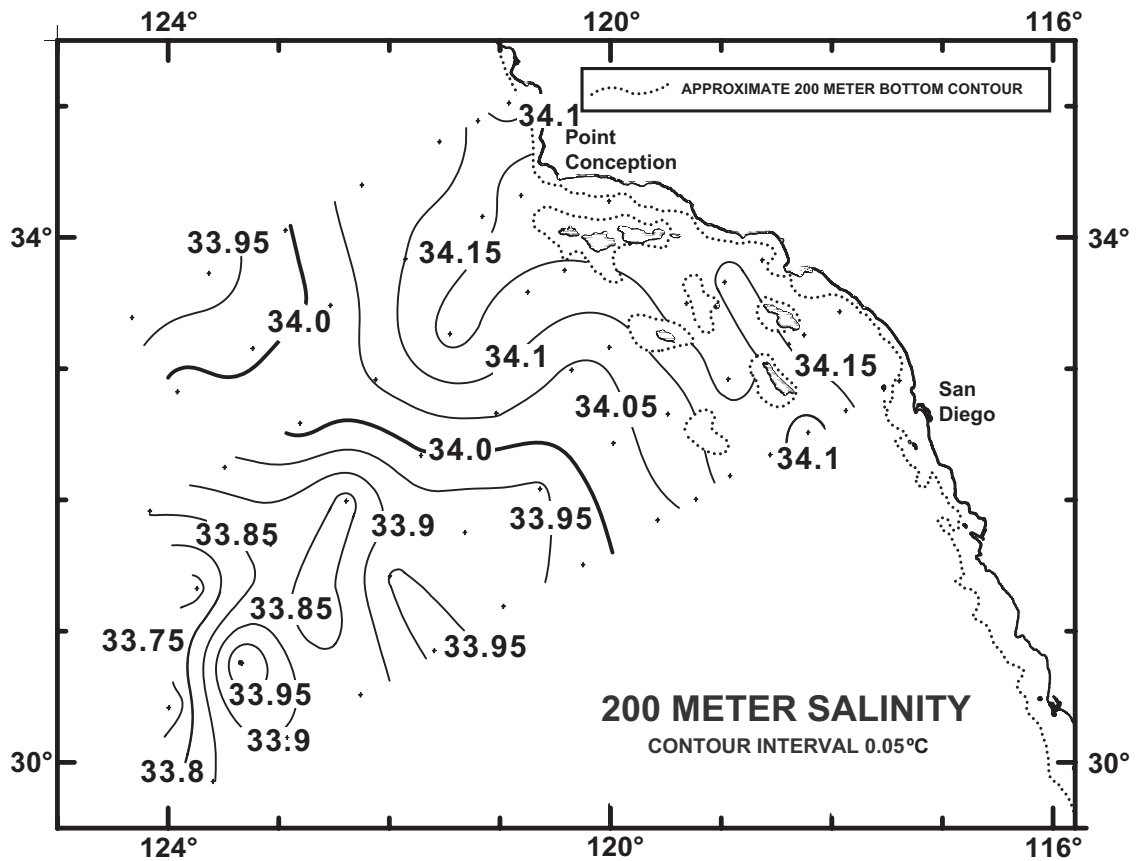 124° 120° 116°
APPROXIMATE 200 METER BOTTOM CONTOUR
34.1
Point
Conception
34° 34°
33.95
34.15
34.0
34.1
34.15
34.05
San
Diego
34.0
34.1
33.95
33.9
33.85
33.85
33.75
33.95
33.95
33.9
33.8
200 METER SALINITY
CONTOUR INTERVAL 0.05ºC
30° 30°
124° 120° 116°